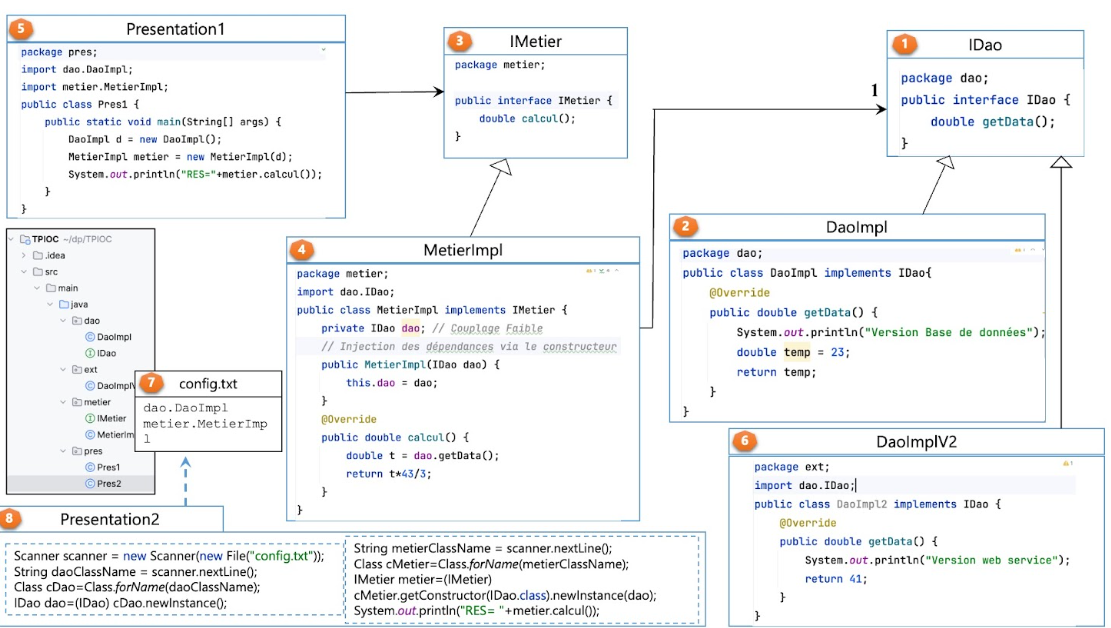 5
Presentation1
package pres;
import dao.DaoImpl;
import metier.MetierImpl;
public class Pres1 {
public static void main(String[] args) {
DaoImpl d = new DaoImpl();
MetierImpl metier = new MetierImpl(d);
System.out.println("RES="+metier.calcul());
}
}
3
IMetier
package metier;
public interface IMetier {
double calcul();
}
1
1
IDao
package dao;
public interface IDao {
double getData();
}
TPIOC ~/dp/TPIOC
.idea
src
main
java
dao
DaoImpl
IDao
ext
DaoImplV
metier
IMetier
MetierIm
pres
Pres1
Pres2
7
config.txt
dao.DaoImpl
metier.MetierImp
l
4
MetierImpl
package metier;
import dao.IDao;
public class MetierImpl implements IMetier {
private IDao dao; // Couplage Faible
// Injection des dépendances via le constructeur
public MetierImpl(IDao dao) {
this.dao = dao;
}
@Override
public double calcul() {
double t = dao.getData();
return t*43/3;
}
}
2
DaoImpl
package dao;
public class DaoImpl implements IDao{
@Override
public double getData() {
System.out.println("Version Base de données");
double temp = 23;
return temp;
}
}
6
DaoImplV2
package ext;
import dao.IDao;
public class DaoImpl2 implements IDao {
@Override
public double getData() {
System.out.println("Version web service");
return 41;
}
}
8
Presentation2
Scanner scanner = new Scanner(new File("config.txt"));
String daoClassName = scanner.nextLine();
Class cDao=Class.forName(daoClassName);
IDao dao=(IDao) cDao.newInstance();
String metierClassName = scanner.nextLine();
Class cMetier=Class.forName(metierClassName);
IMetier metier=(IMetier)
cMetier.getConstructor(IDao.class).newInstance(dao);
System.out.println("RES= "+metier.calcul());